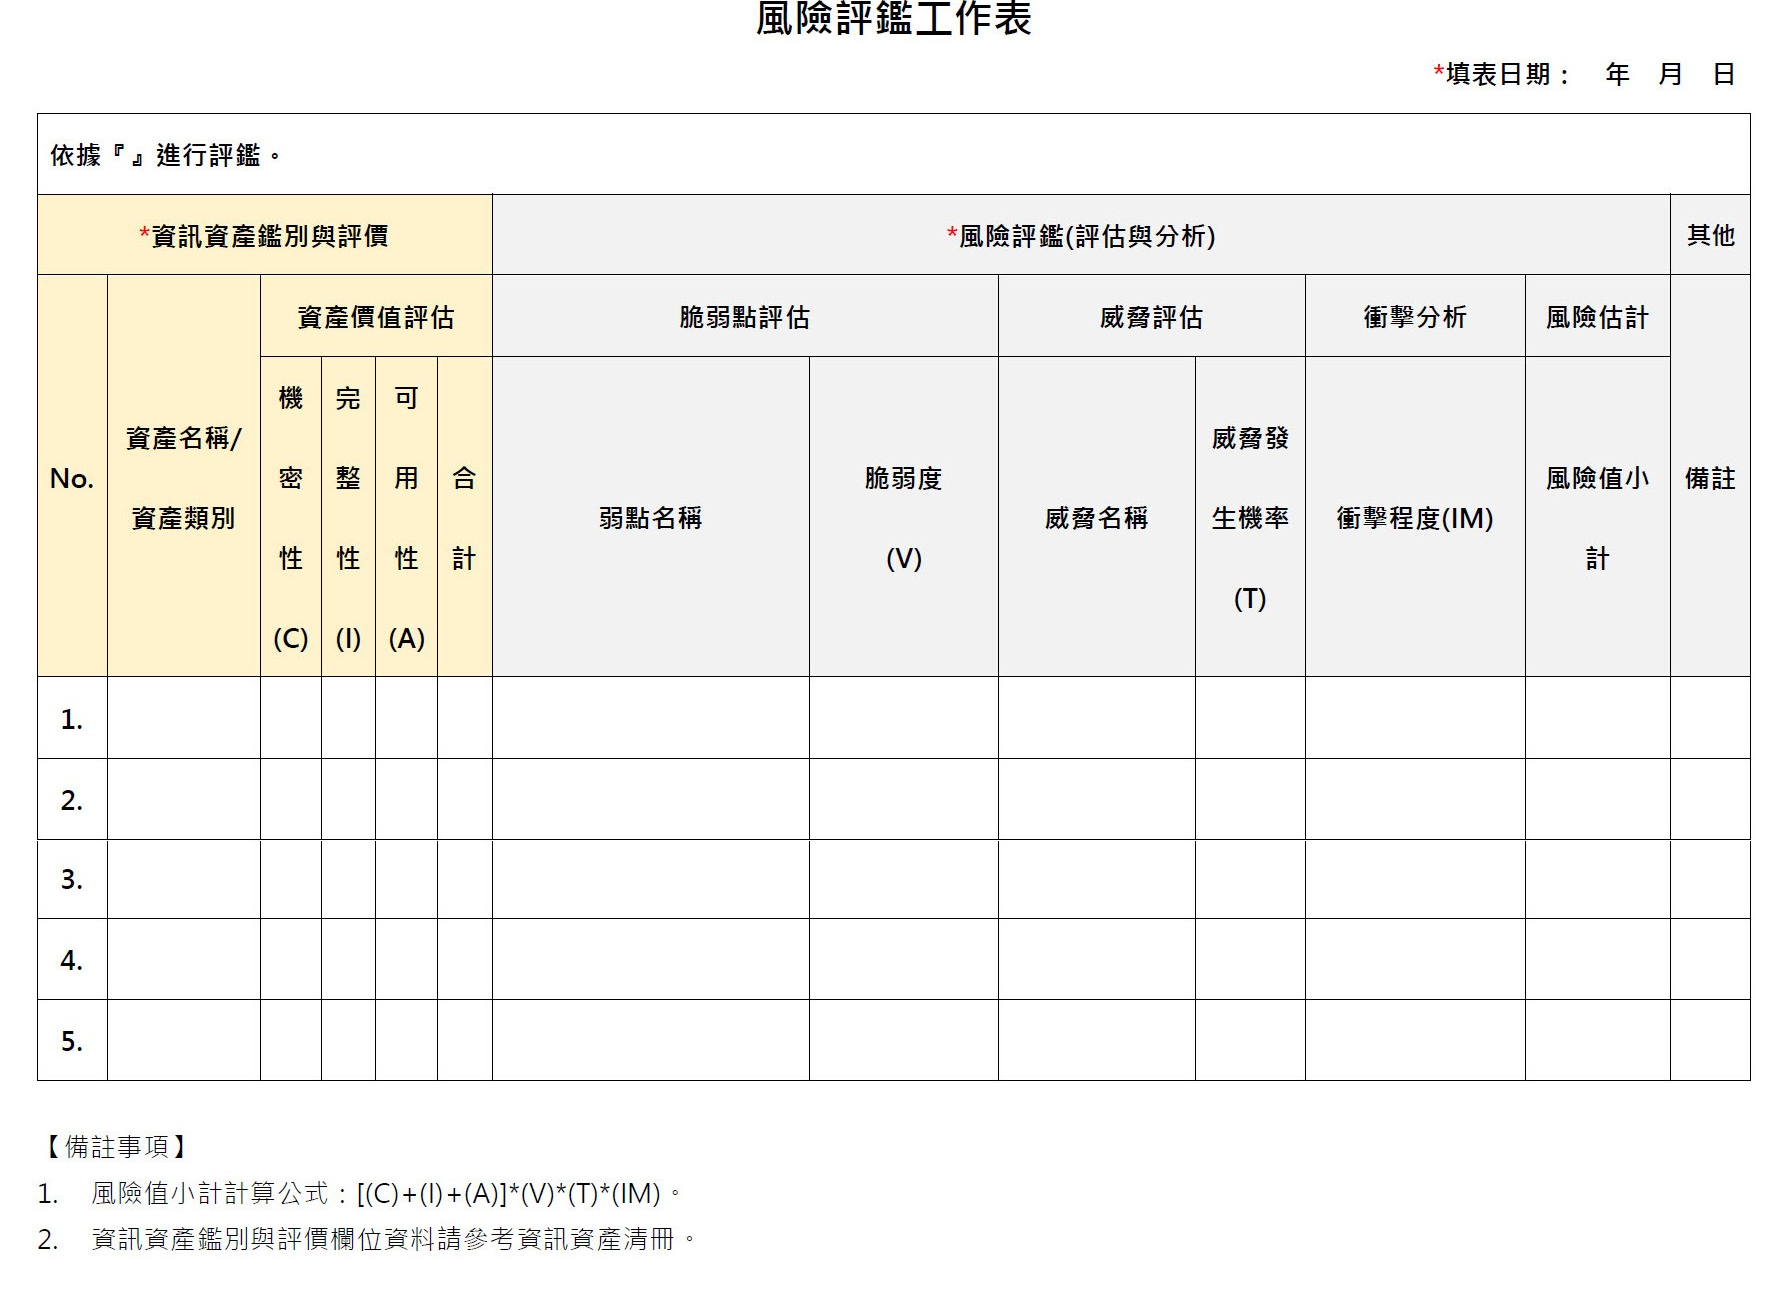 風險評鑑工作表
*填表日期： 年 月 日
依據『 』進行評鑑。
*資訊資產鑑別與評價
*風險評鑑(評估與分析)
其他
No.
資產名稱/
資產類別
資產價值評估
脆弱點評估
威脅評估
衝擊分析
風險估計
備註
機密性(C)
完整性(I)
可用性(A)
合計
弱點名稱
脆弱度
(V)
威脅名稱
威脅發
生機率
(T)
衝擊程度(IM)
風險值小
計
1.
2.
3.
4.
5.
【備註事項】
1. 風險值小計計算公式：[(C)+(I)+(A)]*(V)*(T)*(IM)。
2. 資訊資產鑑別與評價欄位資料請參考資訊資產清冊。